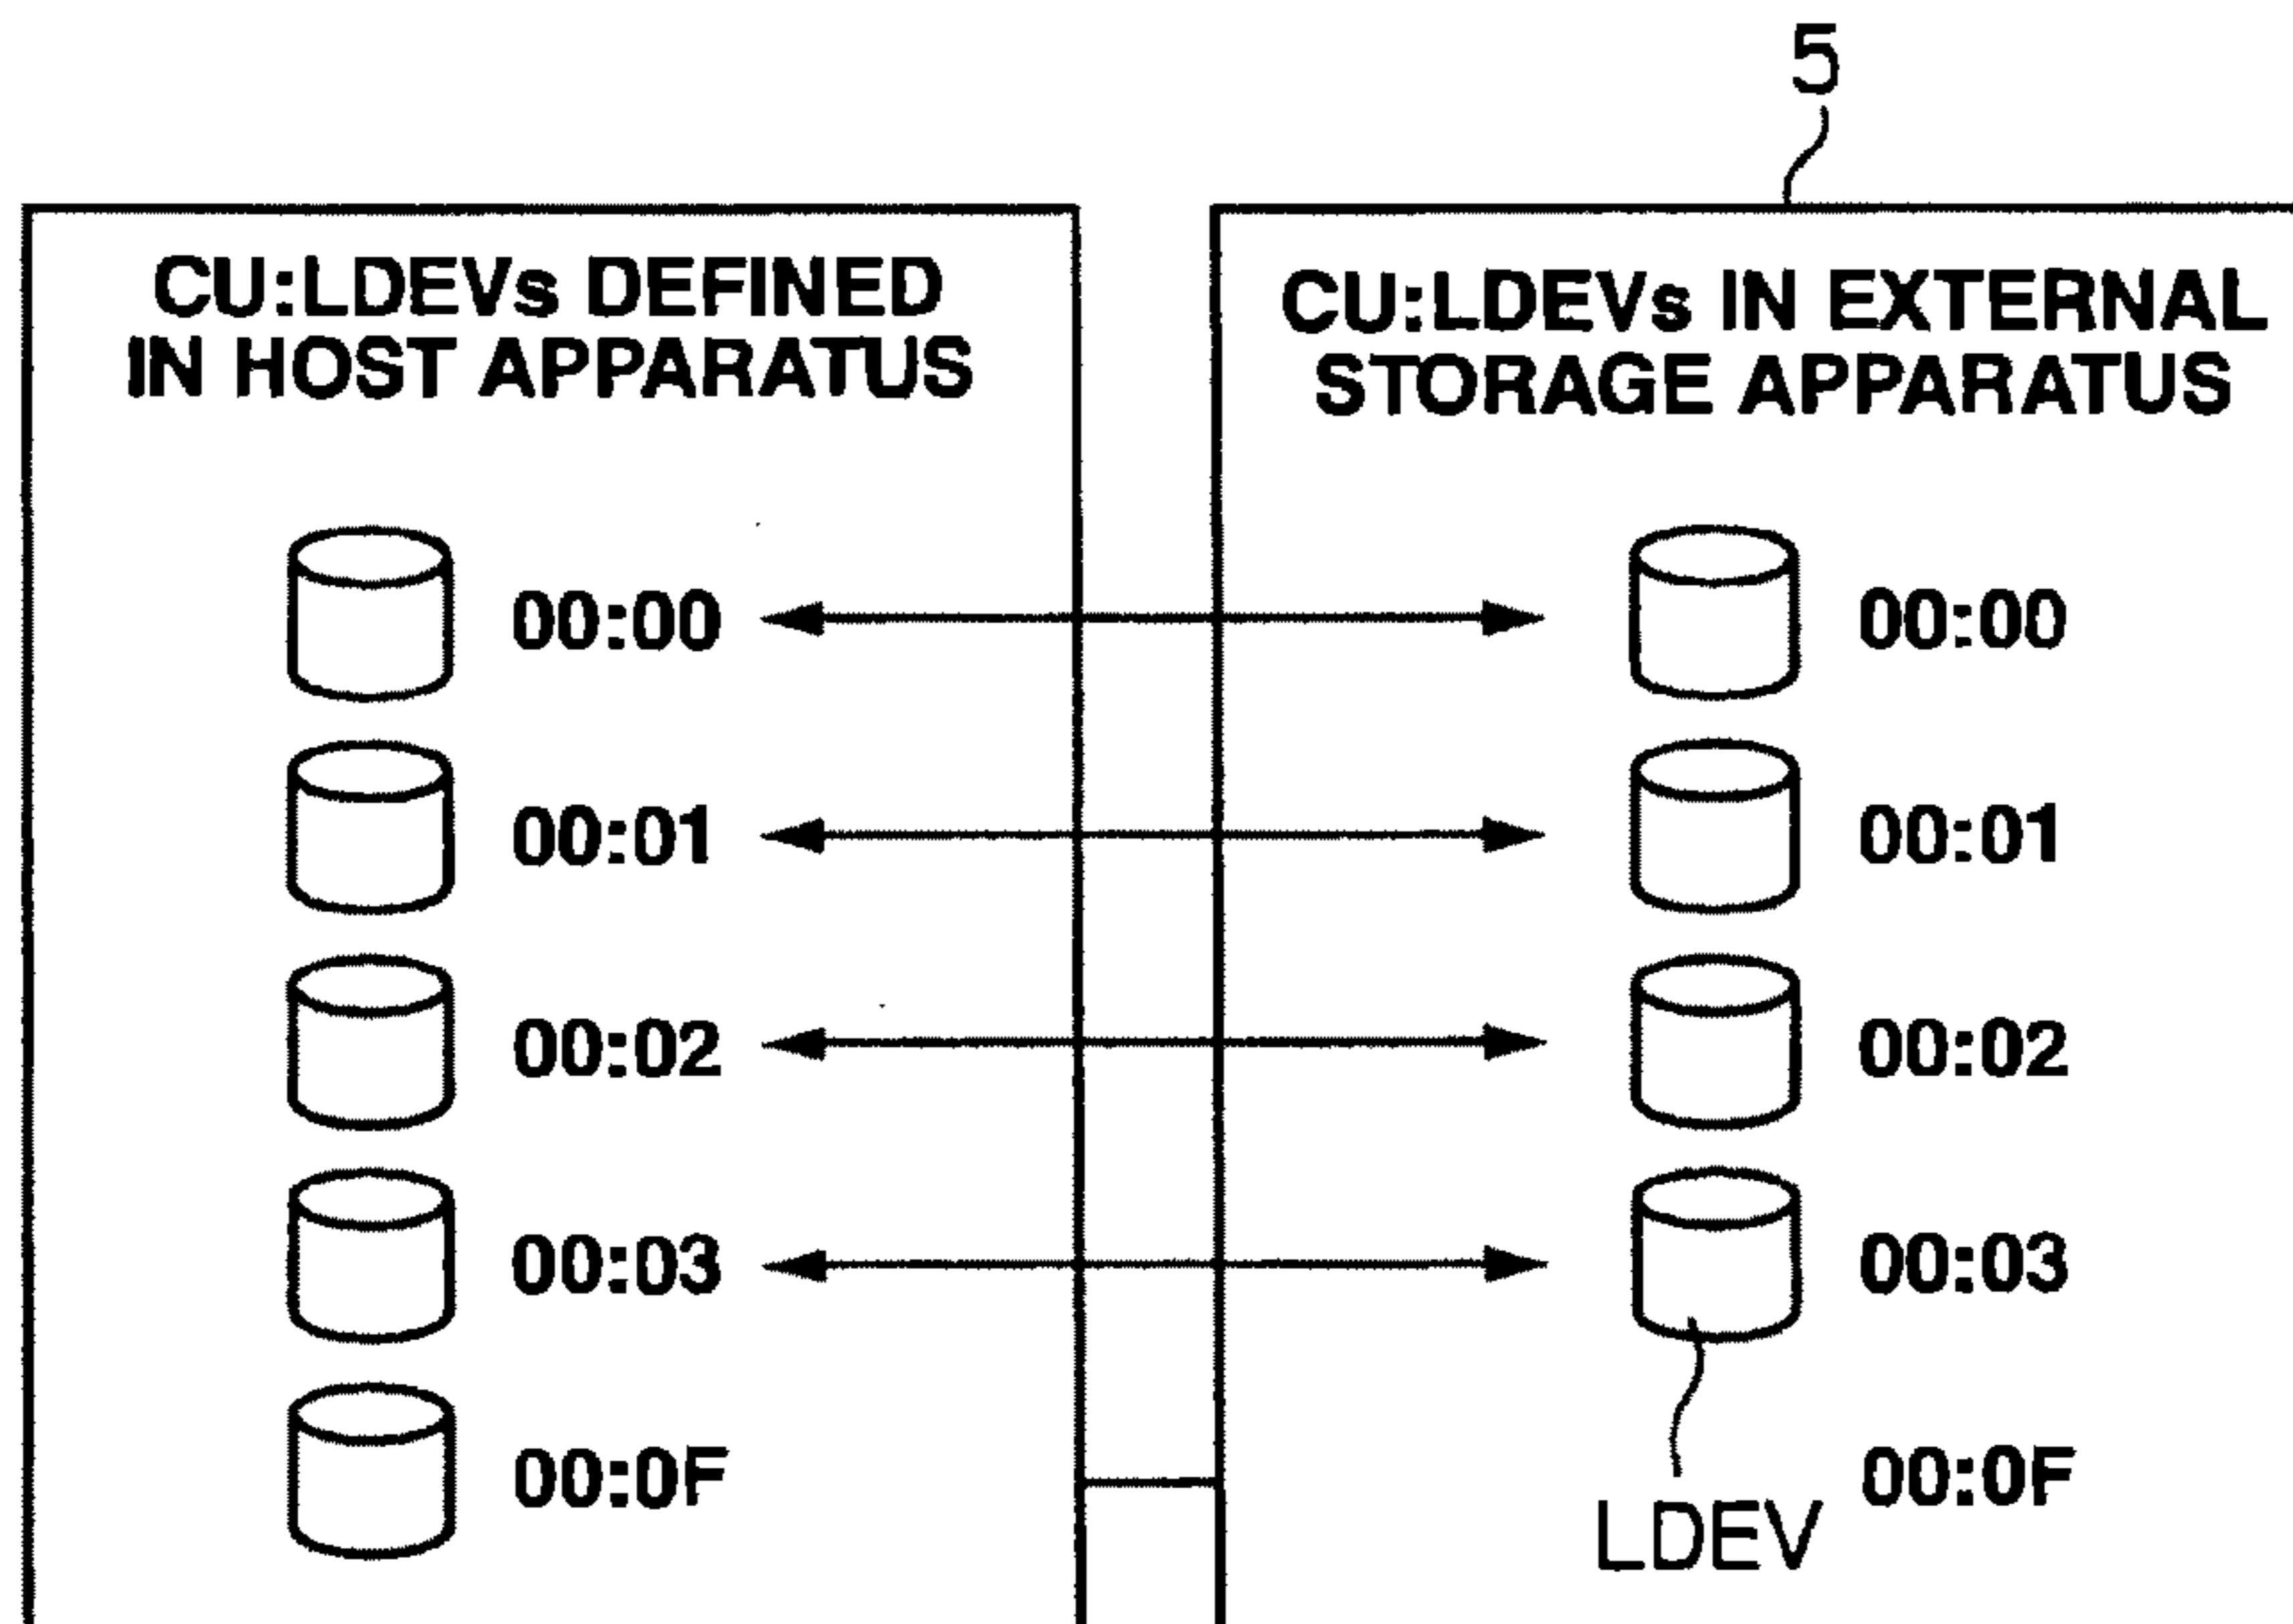 5
CU:LDEVs DEFINED
IN HOST APPARATUS
CU:LDEVs IN EXTERNAL
STORAGE APPARATUS
00:00
00:00
00:01
00:01
00:02
00:02
00:03
00:03
00:0F
00:0F
LDEV